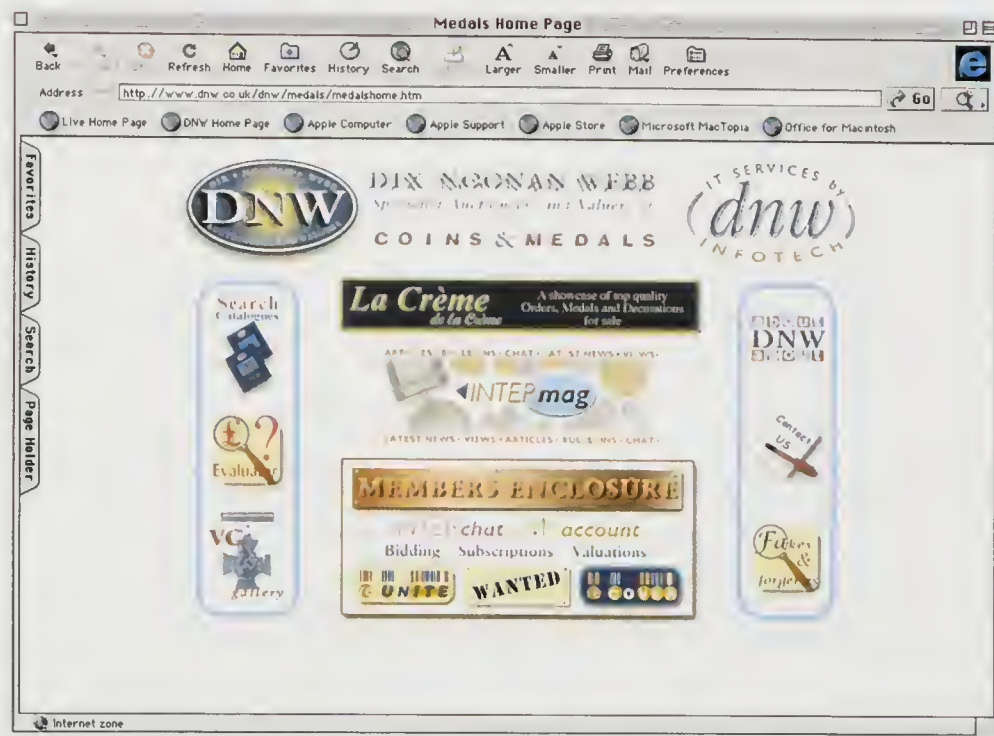 Medals Home Page
Back Refresh Home Favorites History Search Larger Smaller Print Mail Preferences
Address http://www.dnw.co.uk/dnw/medals/medalshome.htm Go
Live Home Page DNW Home Page Apple Computer Apple Support Apple Store Microsoft MacTopia Office for Macintosh
Favorites
History
Search
Page Holder
DNW
WEBB
COINS & MEDALS
IT SERVICES by
dnw
INFOTECH
Search
Catalogues
£ ?
Evaluator
VC
gallery
La Crème
de la Crème
A showcase of top quality
Orders, Medals and Decorations
for sale
mag
LATEST NEWS · VIEWS · ARTICLES · CHAT ·
MEMBERS ENCLOSURE
chat account
Bidding Subscriptions Valuations
UNITE
WANTED
DNW
Contact
US
Fakes
&
forgeries
Internet zone